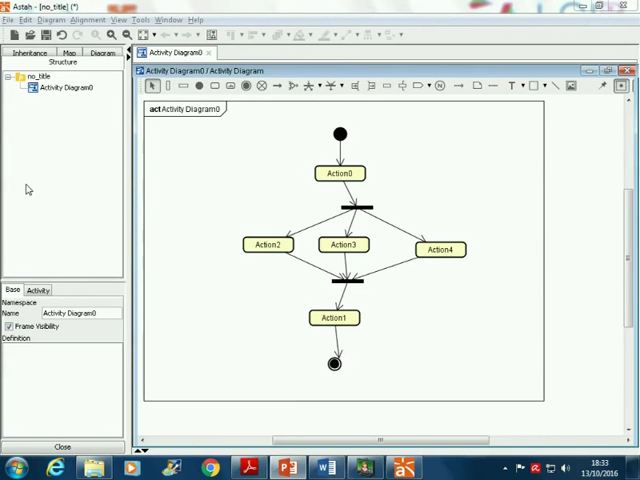 Astah - [no_title] (*)
File Edit Diagram Alignment View Tools Window Help
Inheritance Map Diagram
Structure
no_title
Activity Diagram0
Base Activity
Namespace
Name Activity Diagram0
Frame Visibility
Definition
Close
Activity Diagram0
Activity Diagram0 / Activity Diagram
act Activity Diagram0
Action0
Action2 Action3 Action4
Action1
18:33
13/10/2016